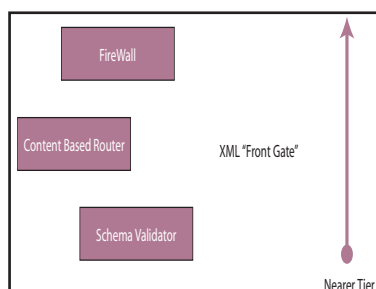 FireWall
Content Based Router
XML “Front Gate”
Schema Validator
Nearer Tier